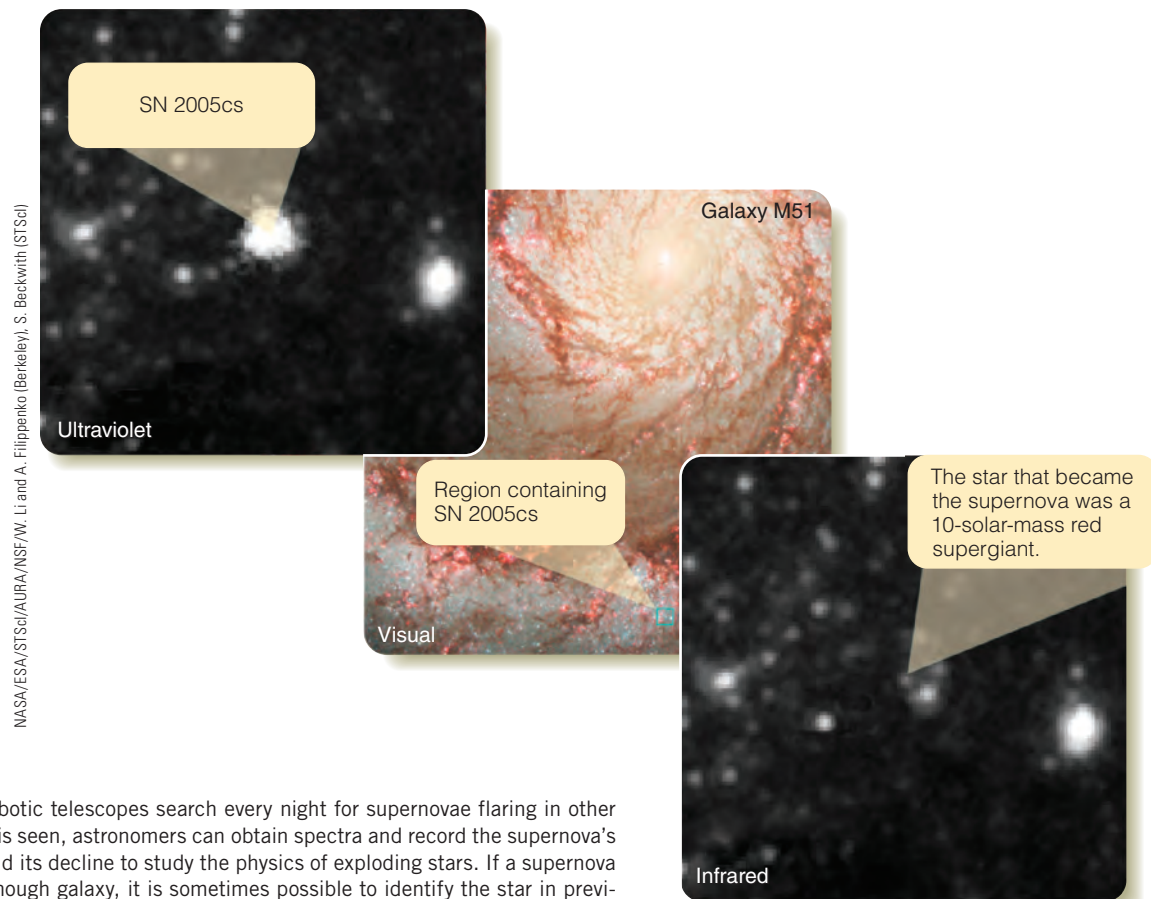 SN 2005cs
Galaxy M51
Ultraviolet
Region containing
SN 2005cs
Visual
The star that became
the supernova was a
10-solar-mass red
supergiant.
Infrared
NASA/ESA/STScI/AURA/NSF/W. Li and A. Filippenko (Berkeley), S. Beckwith (STScI)
botic telescopes search every night for supernovae flaring in other
is seen, astronomers can obtain spectra and record the supernova's
d its decline to study the physics of exploding stars. If a supernova
nough galaxy, it is sometimes possible to identify the star in previ-